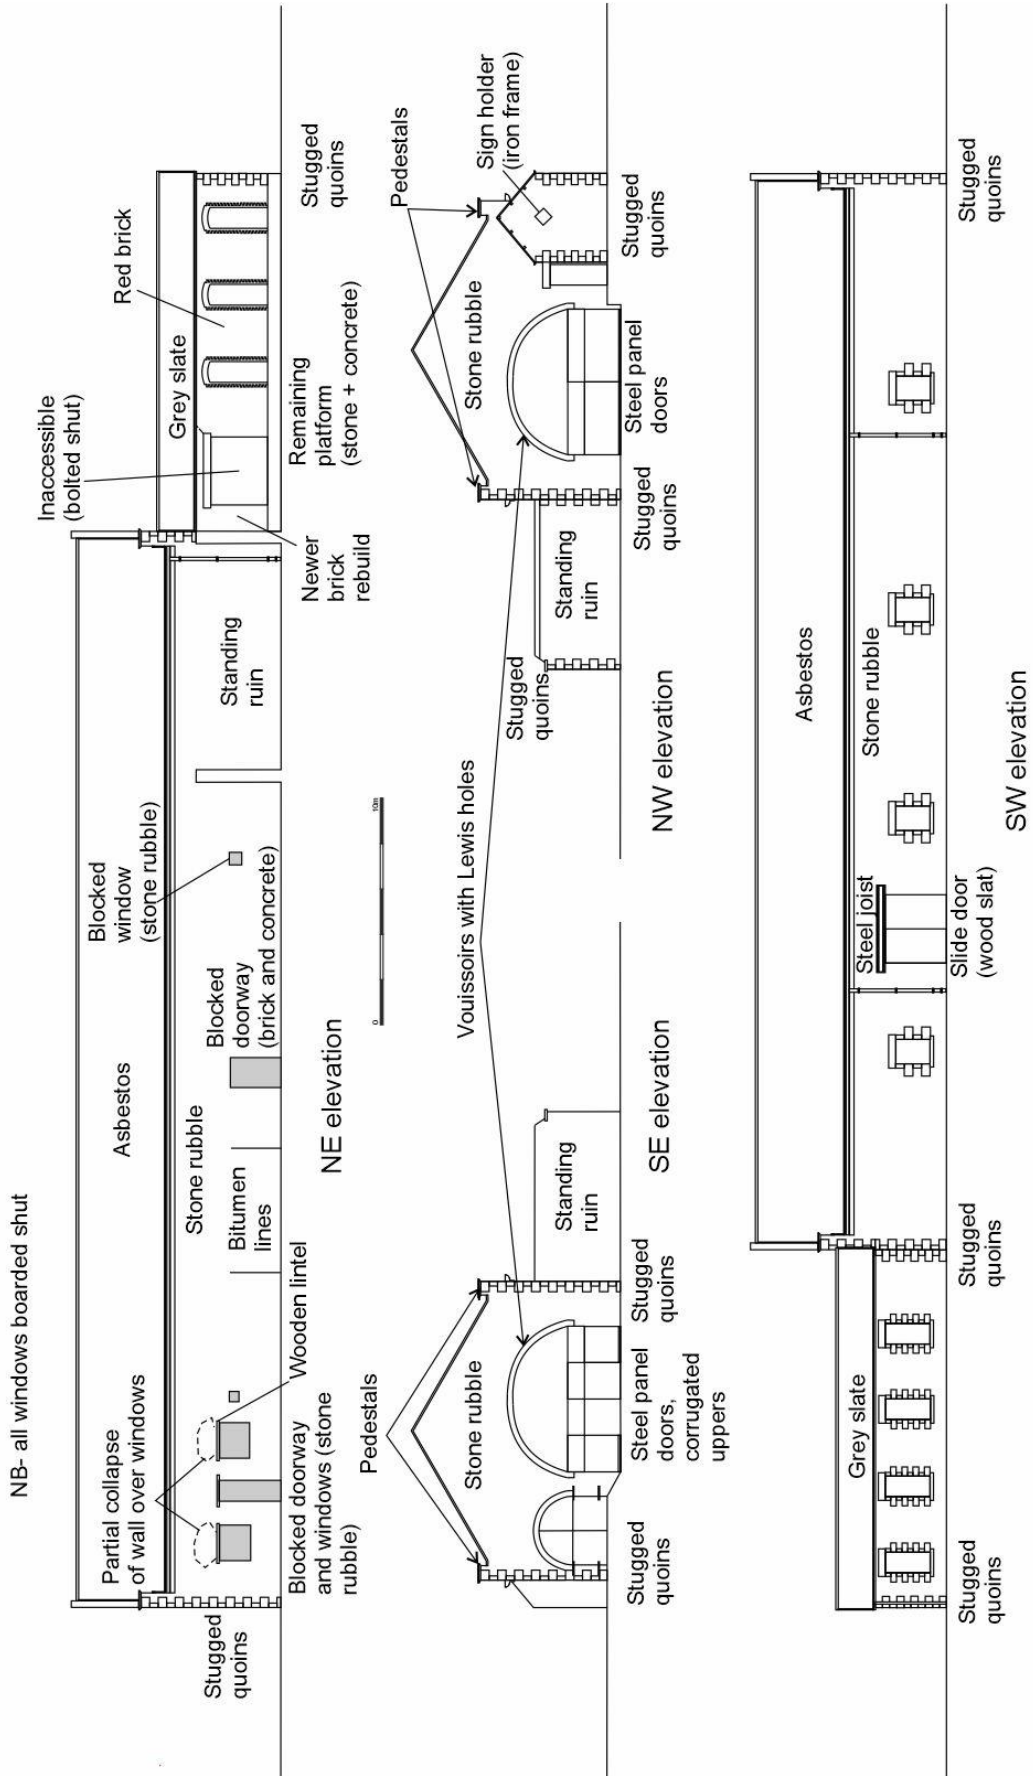 NB- all windows boarded shut
Partial collapse
of wall over windows
Asbestos
Blocked
window
(stone rubble)
Inaccessible
(bolted shut)
Grey slate
Red brick
Stugged
quoins
Stone rubble
Bitumen
lines
Blocked
doorway
(brick and concrete)
Standing
ruin
Newer
brick
rebuild
Remaining
platform
(stone + concrete)
Stugged
quoins
Blocked doorway
and windows (stone
rubble)
Wooden lintel
NE elevation
0
10m
Pedestals
Stone rubble
Stugged
quoins
Steel panel
doors,
corrugated
uppers
Stugged
quoins
Standing
ruin
SE elevation
Vouissoirs with Lewis holes
Stugged
quoins
Standing
ruin
NW elevation
Stugged
quoins
Stone rubble
Steel panel
doors
Pedestals
Sign holder
(iron frame)
Stugged
quoins
Grey slate
Stugged
quoins
Stugged
quoins
Asbestos
Stone rubble
Steel joist
Slide door
(wood slat)
Stugged
quoins
SW elevation